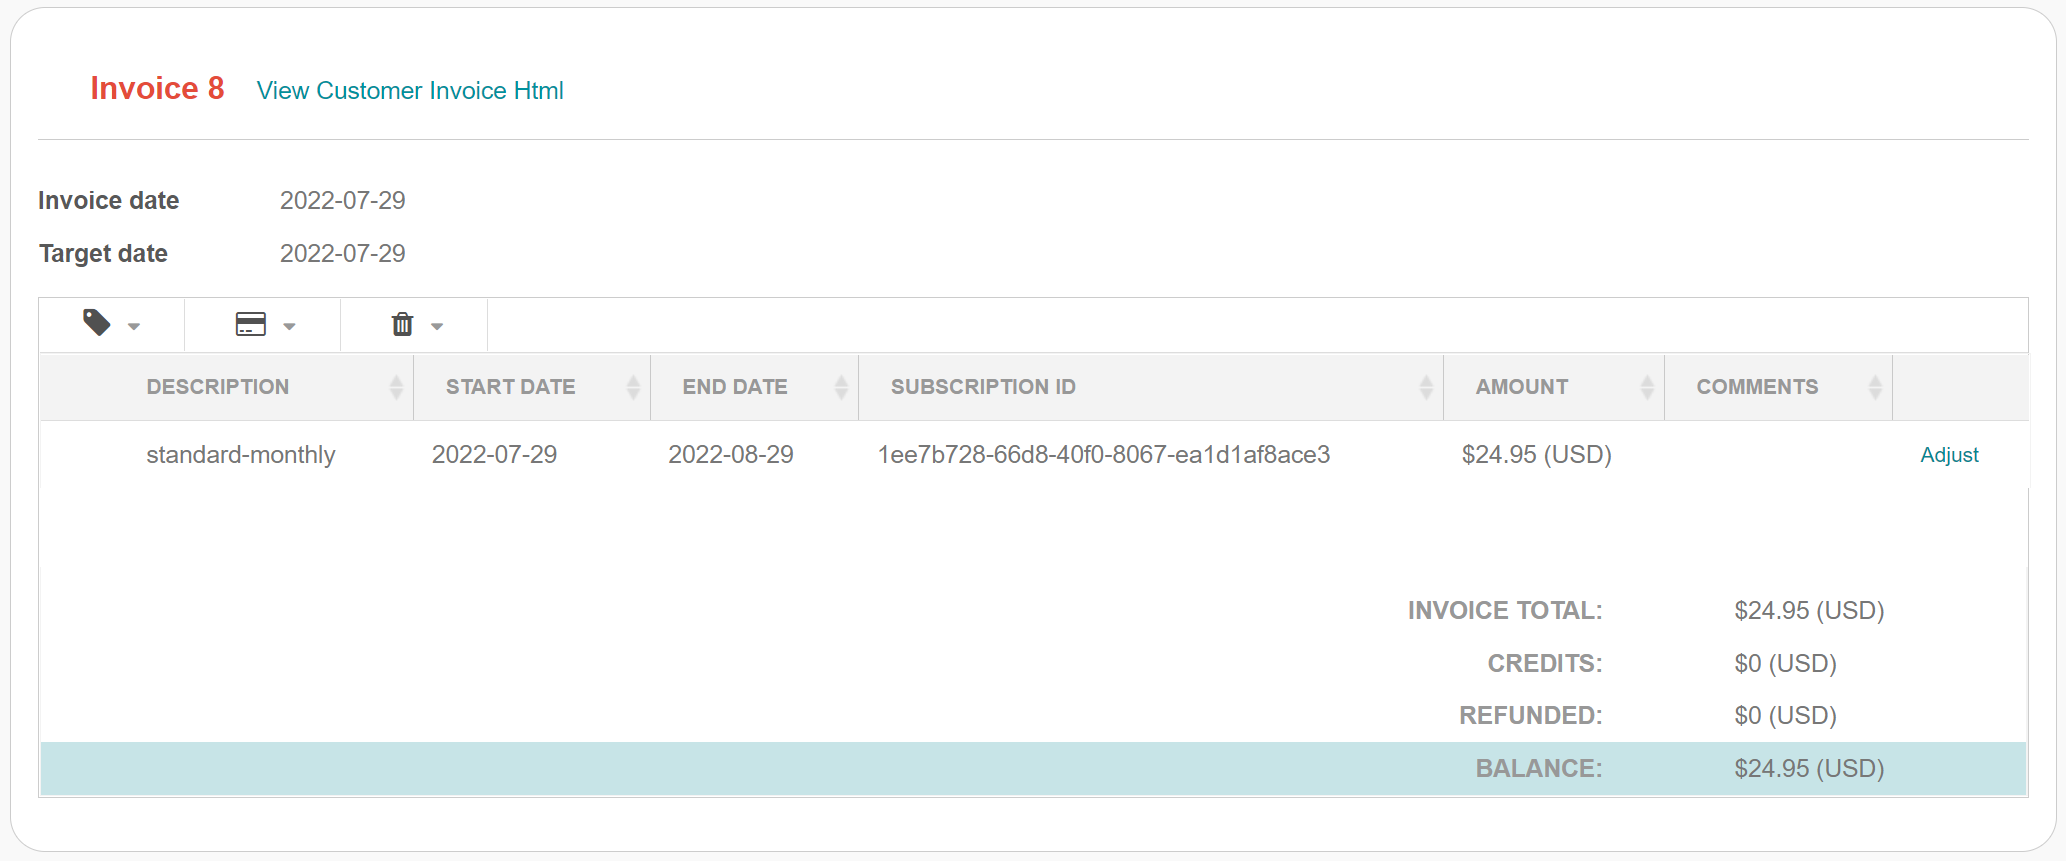 Invoice 8 View Customer Invoice Html
Invoice date 2022-07-29
Target date 2022-07-29
DESCRIPTION START DATE END DATE SUBSCRIPTION ID AMOUNT COMMENTS
standard-monthly 2022-07-29 2022-08-29 1ee7b728-66d8-40f0-8067-ea1d1af8ace3 $24.95 (USD) Adjust
INVOICE TOTAL: $24.95 (USD)
CREDITS: $0 (USD)
REFUNDED: $0 (USD)
BALANCE: $24.95 (USD)